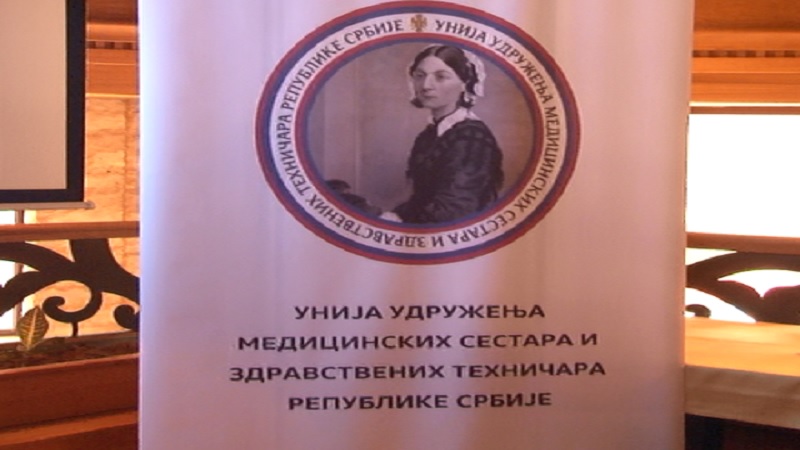 УНИЈА УДРУЖЕЊА МЕДИЦИНСКИХ СЕСТАРА И ЗДРАВСТВЕНИХ ТЕХНИЧАРА РЕПУБЛИКЕ СРБИЈЕ
УНИЈА УДРУЖЕЊА
МЕДИЦИНСКИХ СЕСТАРА И
ЗДРАВСТВЕНИХ ТЕХНИЧАРА
РЕПУБЛИКЕ СРБИЈЕ